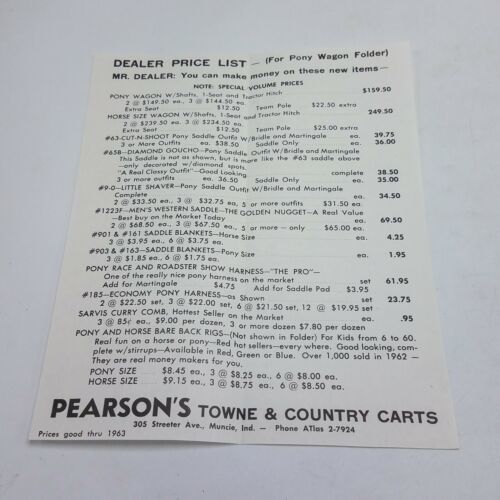 DEALER PRICE LIST — (For Pony Wagon Folder)
MR. DEALER: You can make money on these new items—
NOTE: SPECIAL VOLUME PRICES
PONY WAGON W/Shafts, 1-Seat and Tractor Hitch $159.50
2 @ $149.50 ea., 3 @ $144.50 ea.
Extra Seat $12.50 Team Pole $22.50 extra
HORSE SIZE WAGON W/Shafts, 1-Seat and Tractor Hitch 249.50
2 @ $239.50 ea. 3 @ $234.50 ea.
Extra Seat $12.50 Team Pole $25.00 extra
#63-CUT-N-SHOOT Pony Saddle Outfit W/Bridle and Martingale ea. 39.75
3 or More Outfits ea. $38.50 Saddle Only ea. 36.00
#65B—DIAMOND GOUCHO—Pony Saddle Outfit W/Bridle and Martingale
This Saddle is not as shown, but is more like the #63 saddle above
—only decorated w/diamond spots.
"A Real Classy Outfit"—Good Looking. complete 38.50
3 or more outfits ea. 36.50 Saddle Only ea. 35.00
#9-0—LITTLE SHAVER—Pony Saddle Outfit W/Bridle and Martingale
Complete 34.50
2 @ $33.50 ea., 3 @ $32.75 ea, 5 or more outfits $31.50 ea.
#1223F—MEN'S WESTERN SADDLE—THE GOLDEN NUGGET—A Real Value
—Best buy on the Market Today ea. 69.50
2 @ $68.50 ea., 3 @ $67.50 ea., 5 or more — only $65.00 ea.
#901 & #161 SADDLE BLANKETS—Horse Size ea. 4.25
3 @ $3.95 ea., 6 @ $3.75 ea.
#903 & #163—SADDLE BLANKETS—Pony Size ea. 1.95
3 @ $1.85 ea., 6 @ $1.75 ea.
PONY RACE AND ROADSTER SHOW HARNESS—"THE PRO"—
One of the really nice pony harness on the market set 61.95
Add for Martingale $4.75 Add for Saddle Pad $3.95
#185—ECONOMY PONY HARNESS—as Shown set 23.75
2 @ $22.50 set, 3 @ $22.00 set, 6 @ $21.50 set, 12 @ $19.95 set
SARVIS CURRY COMB, Hottest Seller on the Market ea. .95
3 @ 85¢ ea., $9.00 per dozen, 3 or more dozen $7.80 per dozen
PONY AND HORSE BARE BACK RIGS—(Not shown in Folder) For Kids from 6 to 60.
Real fun on a horse or pony—Red hot sellers—every where. Good looking, com-
plete w/stirrups—Available in Red, Green or Blue. Over 1,000 sold in 1962 —
They are real money makers for you.
PONY SIZE $8.45 ea., 3 @ $8.25, 6 @ $8.00 ea.
HORSE SIZE $9.15 ea., 3 @ $8.75, 6 @ $8.50 ea.
PEARSON'S TOWNE & COUNTRY CARTS
305 Streeter Ave., Muncie, Ind. — Phone ATlas 2-7924
Prices good thru 1963